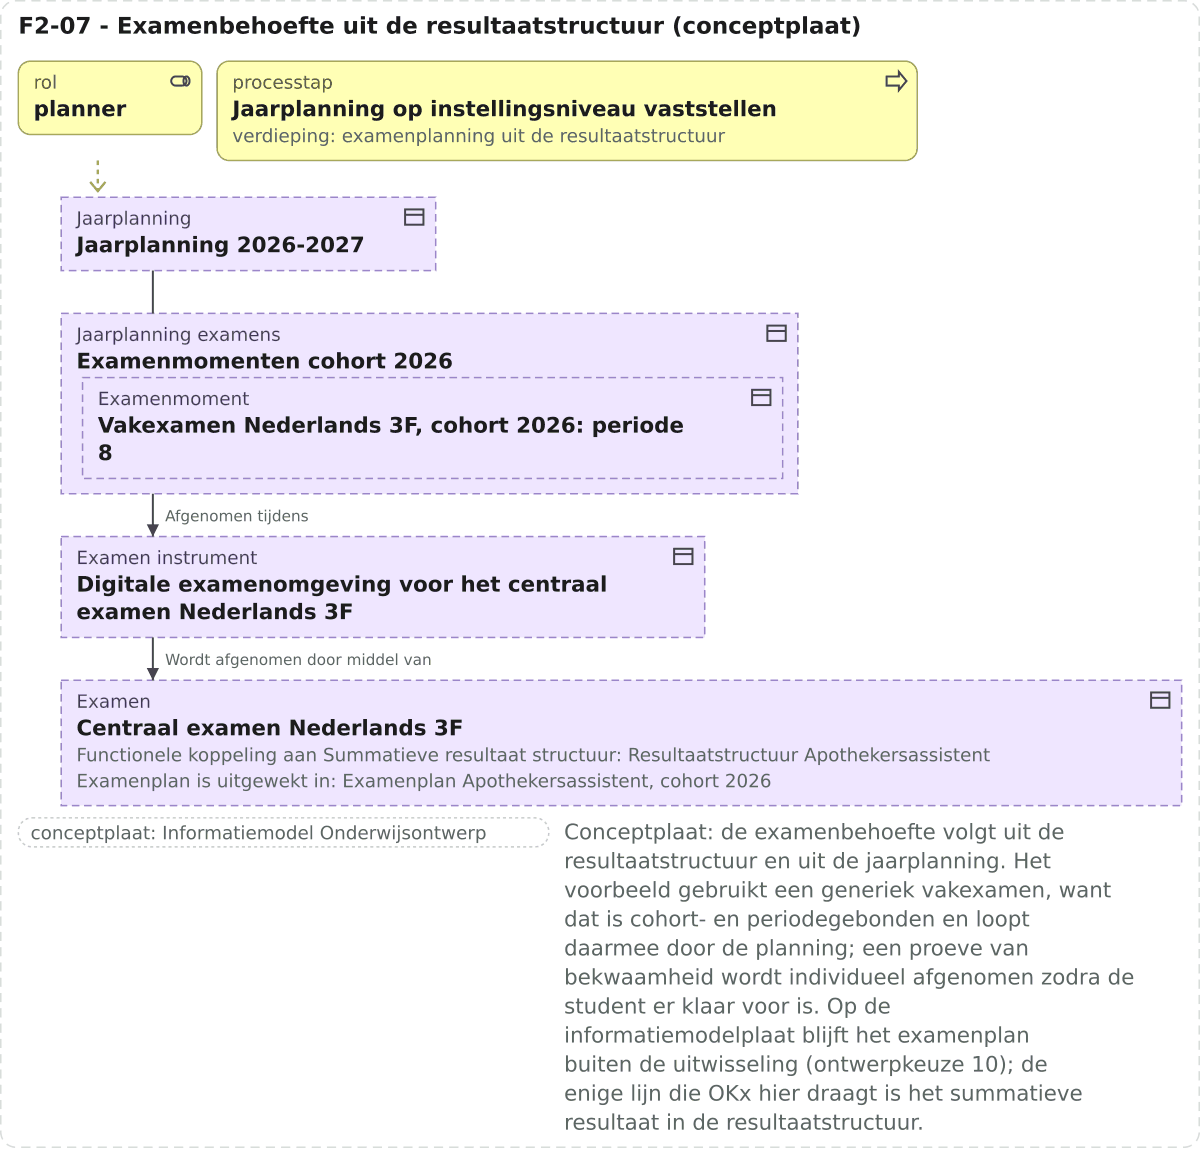 F2-07 - Examenbehoefte uit de resultaatstructuur (conceptplaat)
rol
planner
processtap
Jaarplanning op instellingsniveau vaststellen
verdieping: examenplanning uit de resultaatstructuur
Jaarplanning
Jaarplanning 2026-2027
Jaarplanning examens
Examenmomenten cohort 2026
Examenmoment
Vakexamen Nederlands 3F, cohort 2026: periode
8
Afgenomen tijdens
Examen instrument
Digitale examenomgeving voor het centraal
examen Nederlands 3F
Wordt afgenomen door middel van
Examen
Centraal examen Nederlands 3F
Functionele koppeling aan Summatieve resultaat structuur: Resultaatstructuur Apothekersassistent
Examenplan is uitgewekt in: Examenplan Apothekersassistent, cohort 2026
conceptplaat: Informatiemodel Onderwijsontwerp
Conceptplaat: de examenbehoefte volgt uit de
resultaatstructuur en uit de jaarplanning. Het
voorbeeld gebruikt een generiek vakexamen, want
dat is cohort- en periodegebonden en loopt
daarmee door de planning; een proeve van
bekwaamheid wordt individueel afgenomen zodra de
student er klaar voor is. Op de
informatiemodelplaat blijft het examenplan
buiten de uitwisseling (ontwerpkeuze 10); de
enige lijn die OKx hier draagt is het summatieve
resultaat in de resultaatstructuur.